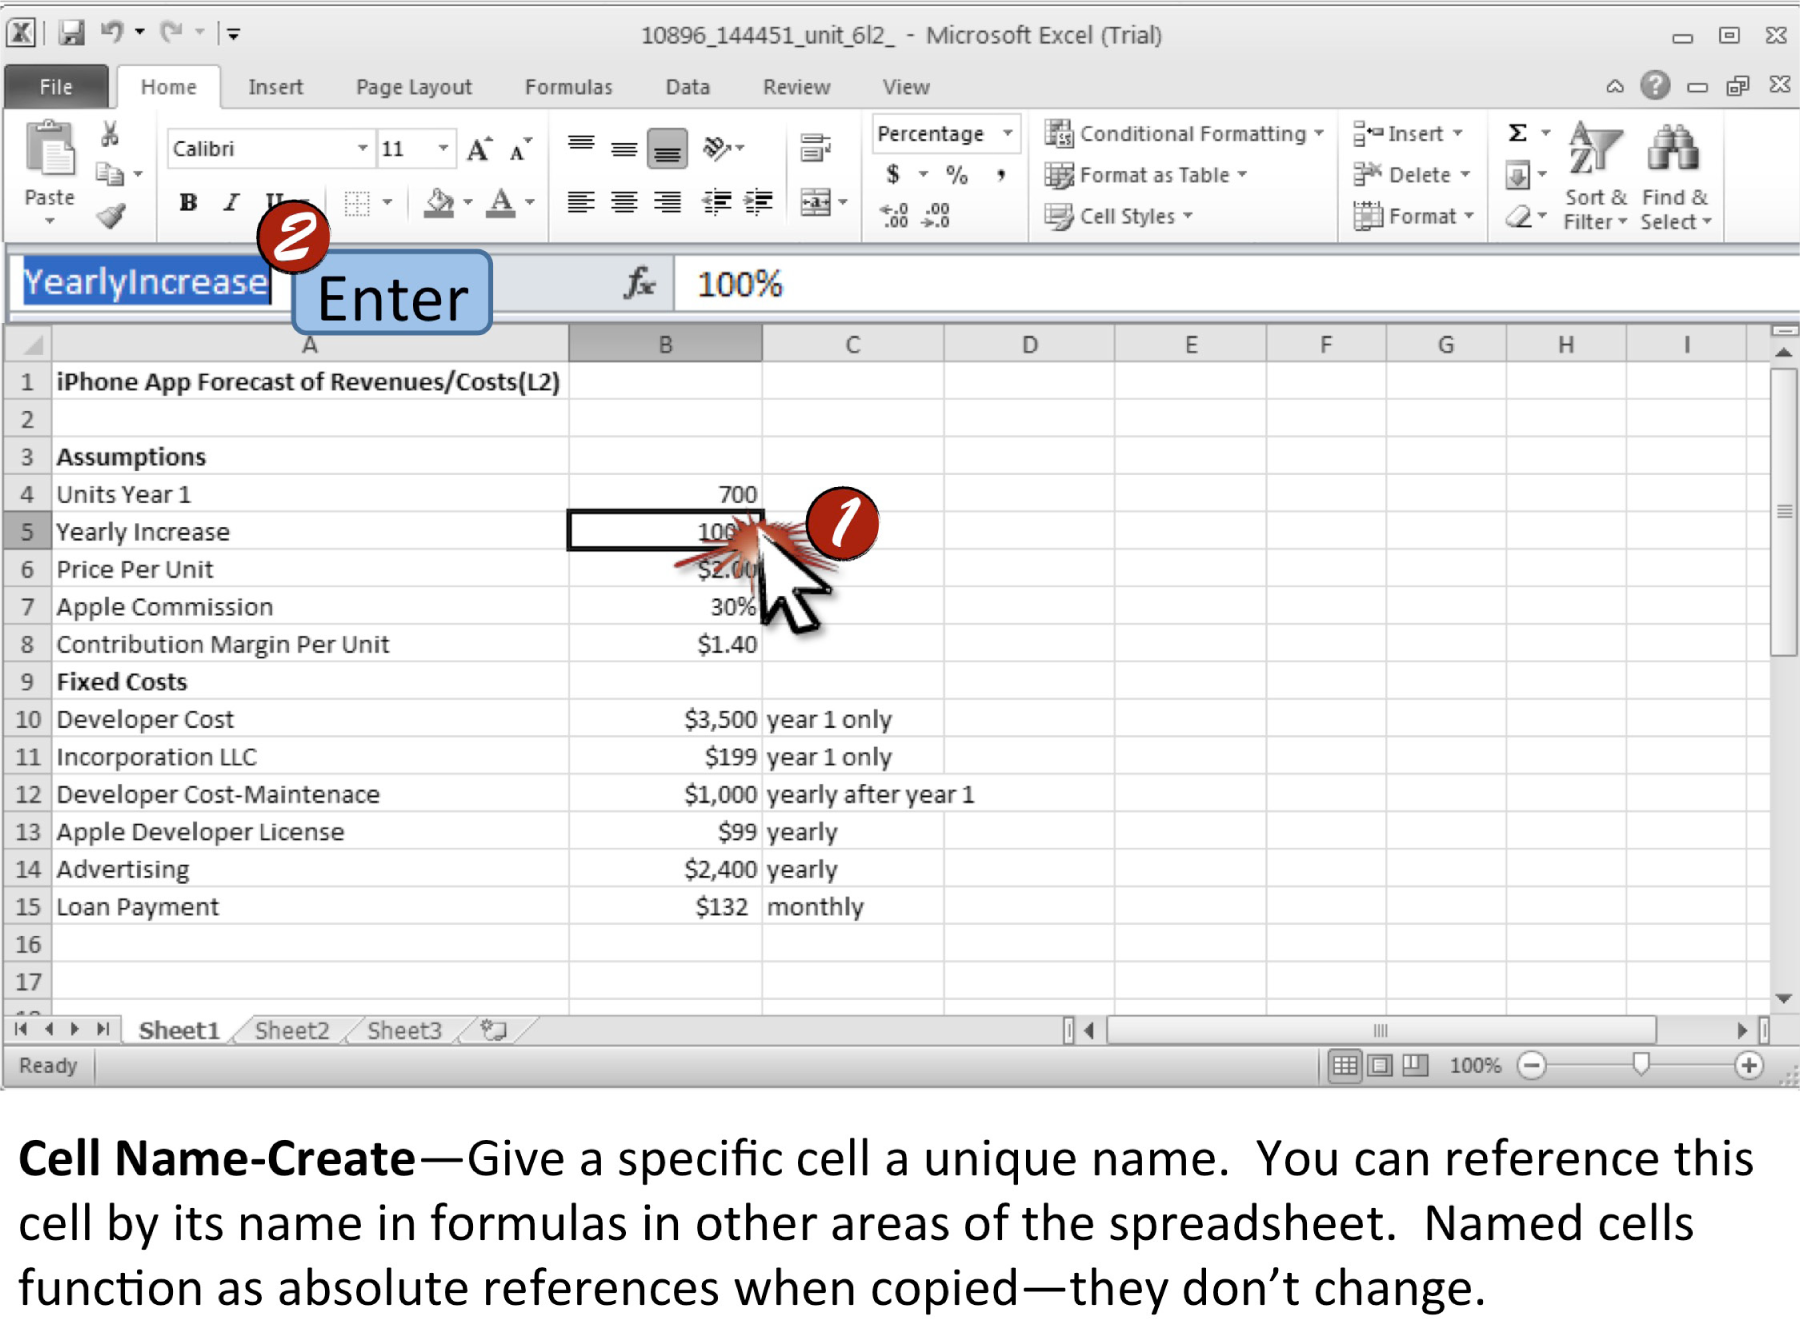 10896_144451_unit_6l2_ - Microsoft Excel (Trial)
File Home Insert Page Layout Formulas Data Review View
Calibri 11 Percentage Conditional Formatting Insert Σ
Paste $ % , Format as Table Delete Sort & Filter Find & Select
B I U A Cell Styles Format
2
YearlyIncrease Enter fx 100%
A B C D E F G H I
1 iPhone App Forecast of Revenues/Costs(L2)
2
3 Assumptions
4 Units Year 1 700
5 Yearly Increase 100 1
6 Price Per Unit $2.00
7 Apple Commission 30%
8 Contribution Margin Per Unit $1.40
9 Fixed Costs
10 Developer Cost $3,500 year 1 only
11 Incorporation LLC $199 year 1 only
12 Developer Cost-Maintenace $1,000 yearly after year 1
13 Apple Developer License $99 yearly
14 Advertising $2,400 yearly
15 Loan Payment $132 monthly
16
17
Sheet1 Sheet2 Sheet3
Ready 100%
Cell Name-Create—Give a specific cell a unique name. You can reference this
cell by its name in formulas in other areas of the spreadsheet. Named cells
function as absolute references when copied—they don't change.